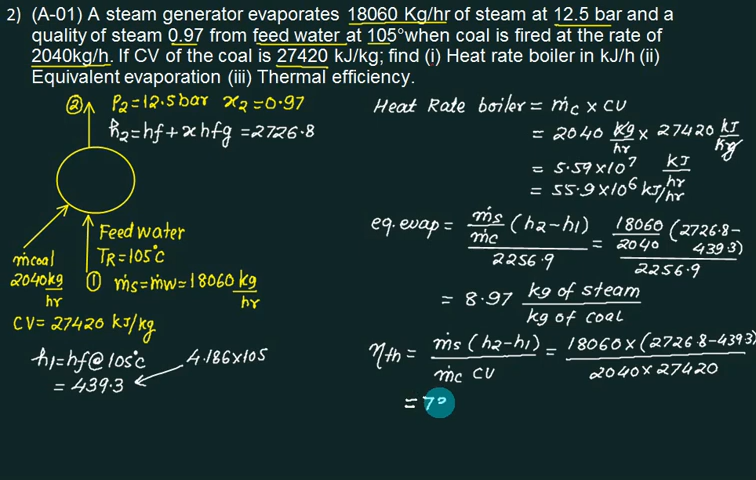 2) (A-01) A steam generator evaporates 18060 Kg/hr of steam at 12.5 bar and a
quality of steam 0.97 from feed water at 105°when coal is fired at the rate of
2040kg/h. If CV of the coal is 27420 kJ/kg; find (i) Heat rate boiler in kJ/h (ii)
Equivalent evaporation (iii) Thermal efficiency.
② P2=12.5bar x2=0.97
h2=hf+xhfg=2726.8
Feed water
TR=105°C
ṁcoal
2040kg/hr
① ṁs=ṁw=18060 kg/hr
CV=27420 kJ/kg
h1=hf@105°C 4.186x105
=439.3
Heat Rate boiler = ṁc x CV
= 2040 kg/hr x 27420 kJ/kg
= 5.59x10⁷ kJ/hr
= 55.9x10⁶ kJ/hr
eq.evap = ṁs/ṁc (h2-h1) / 2256.9 = 18060/2040 (2726.8-439.3) / 2256.9
= 8.97 kg of steam / kg of coal
ηth = ṁs (h2-h1) / ṁc CV = 18060x(2726.8-439.3) / 2040x27420